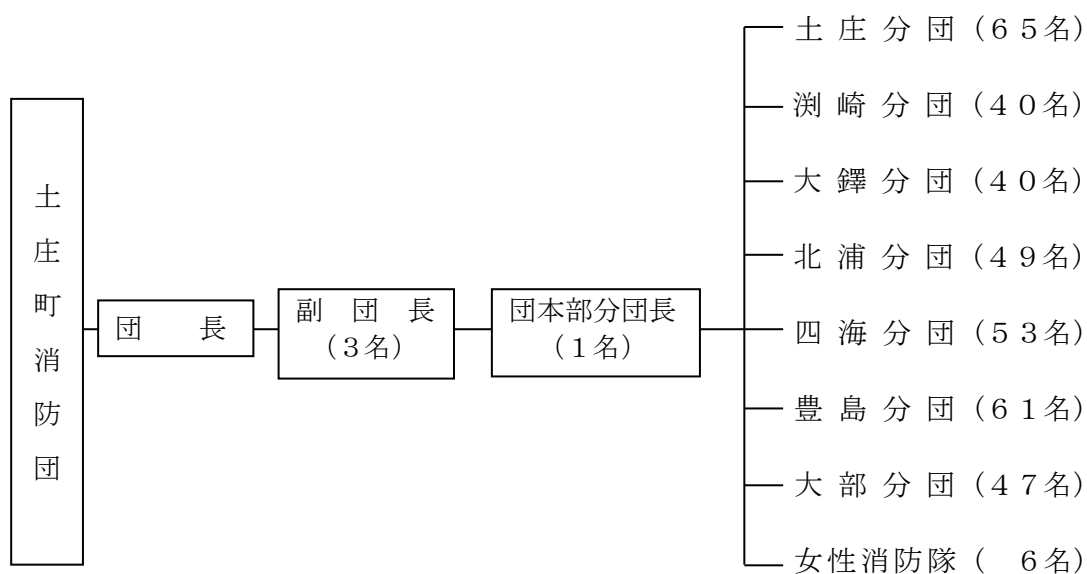 土庄町消防団
団　　長
副　団　長
（３名）
団本部分団長
（１名）
土 庄 分 団（６５名）
渕 崎 分 団（４０名）
大 鐸 分 団（４０名）
北 浦 分 団（４９名）
四 海 分 団（５３名）
豊 島 分 団（６１名）
大 部 分 団（４７名）
女性消防隊（　６名）